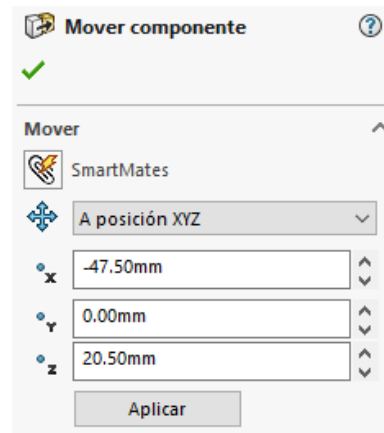 Mover componente
Mover
SmartMates
A posición XYZ
X -47.50mm
Y 0.00mm
Z 20.50mm
Aplicar